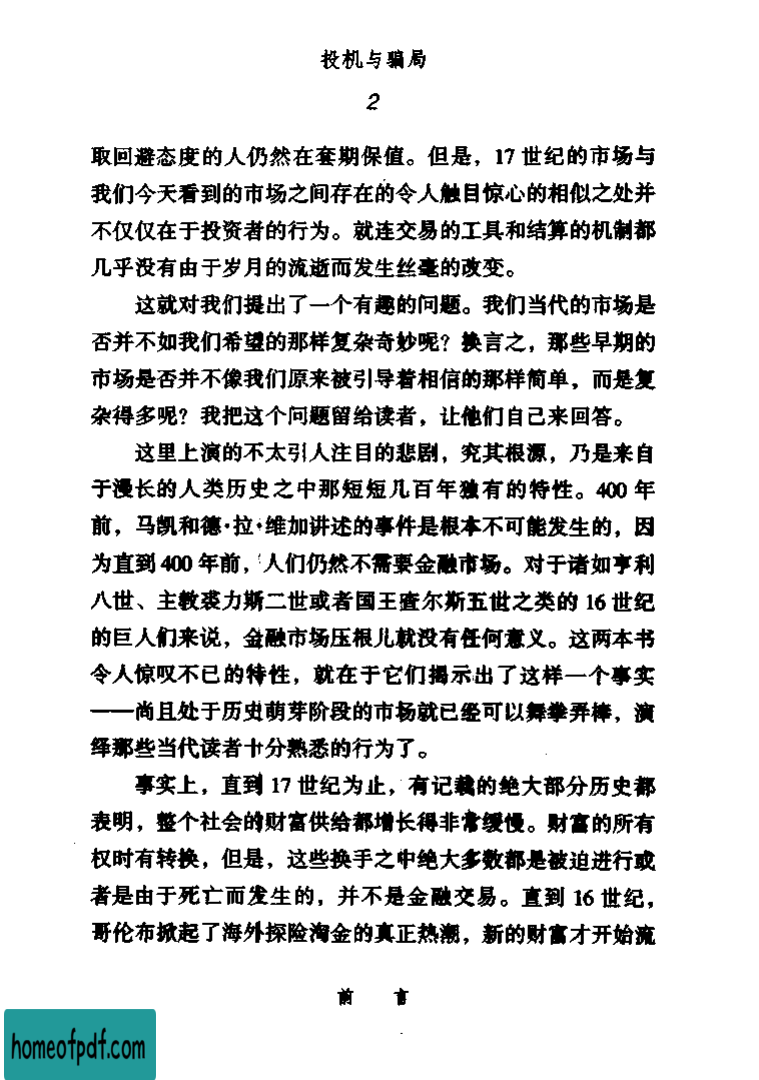 投机与骗局
2
取回避态度的人仍然在套期保值。但是，17 世纪的市场与
我们今天看到的市场之间存在的令人触目惊心的相似之处并
不仅仅在于投资者的行为。就连交易的工具和结算的机制都
几乎没有由于岁月的流逝而发生丝毫的改变。
这就对我们提出了一个有趣的问题。我们当代的市场是
否并不如我们希望的那样复杂奇妙呢？换言之，那些早期的
市场是否并不像我们原来被引导着相信的那样简单，而是复
杂得多呢？我把这个问题留给读者，让他们自己来回答。
这里上演的不太引人注目的悲剧，究其根源，乃是来自
于漫长的人类历史之中那短短几百年独有的特性。400 年
前，马凯和德·拉·维加讲述的事件是根本不可能发生的，因
为直到 400 年前，人们仍然不需要金融市场。对于诸如亨利
八世、主教裘力斯二世或者国王查尔斯五世之类的 16 世纪
的巨人们来说，金融市场压根儿就没有任何意义。这两本书
令人惊叹不已的特性，就在于它们揭示出了这样一个事实
——尚且处于历史萌芽阶段的市场就已经可以舞拳弄棒，演
绎那些当代读者十分熟悉的行为了。
事实上，直到 17 世纪为止，有记载的绝大部分历史都
表明，整个社会的财富供给都增长得非常缓慢。财富的所有
权时有转换，但是，这些换手之中绝大多数都是被迫进行或
者是由于死亡而发生的，并不是金融交易。直到 16 世纪，
哥伦布掀起了海外探险淘金的真正热潮，新的财富才开始流
前 言
homeofpdf.com